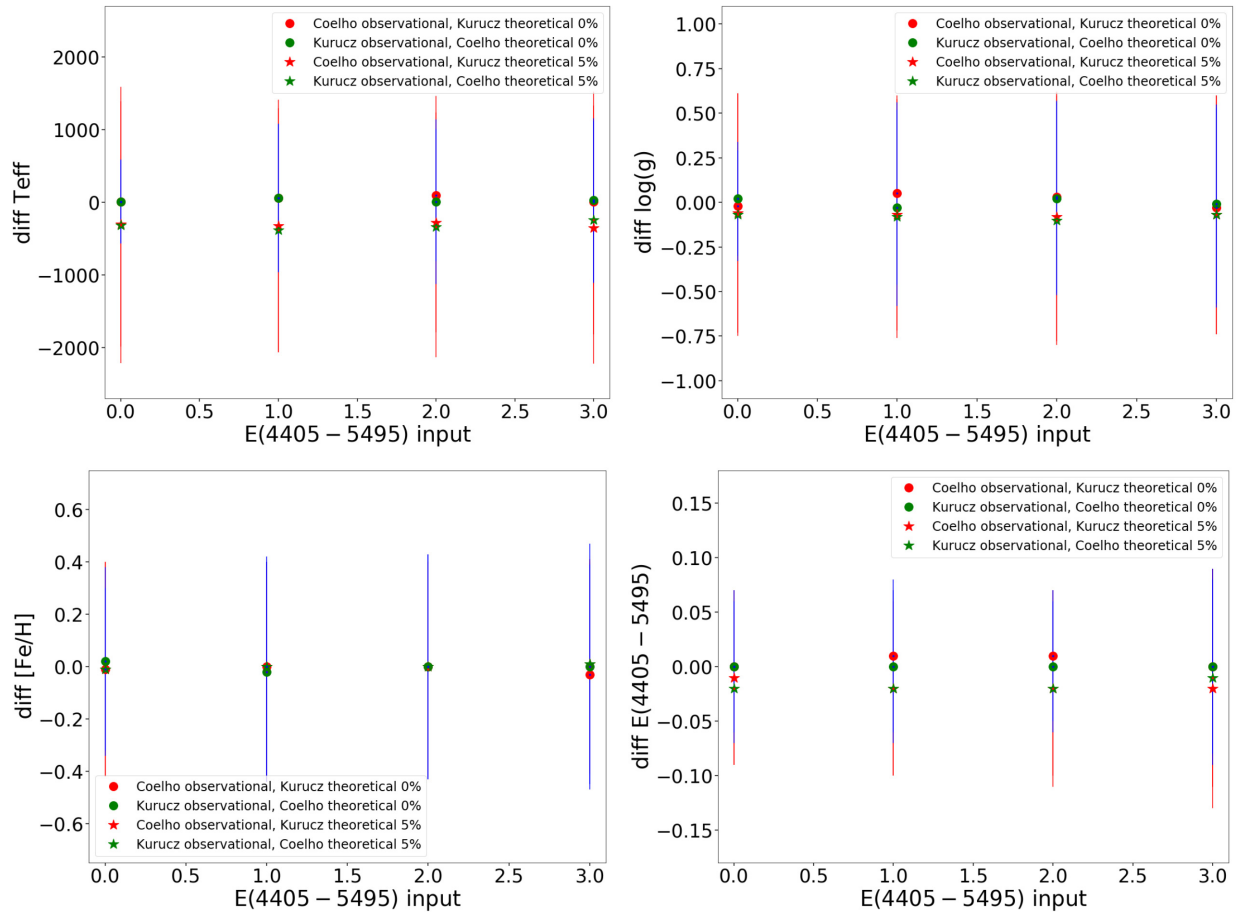 Coelho observational, Kurucz theoretical 0%
Kurucz observational, Coelho theoretical 0%
Coelho observational, Kurucz theoretical 5%
Kurucz observational, Coelho theoretical 5%
2000
1000
0
−1000
−2000
diff Teff
0.0 0.5 1.0 1.5 2.0 2.5 3.0
E(4405 − 5495) input
Coelho observational, Kurucz theoretical 0%
Kurucz observational, Coelho theoretical 0%
Coelho observational, Kurucz theoretical 5%
Kurucz observational, Coelho theoretical 5%
1.00
0.75
0.50
0.25
0.00
−0.25
−0.50
−0.75
−1.00
diff log(g)
0.0 0.5 1.0 1.5 2.0 2.5 3.0
E(4405 − 5495) input
0.6
0.4
0.2
0.0
−0.2
−0.4
−0.6
diff [Fe/H]
Coelho observational, Kurucz theoretical 0%
Kurucz observational, Coelho theoretical 0%
Coelho observational, Kurucz theoretical 5%
Kurucz observational, Coelho theoretical 5%
0.0 0.5 1.0 1.5 2.0 2.5 3.0
E(4405 − 5495) input
Coelho observational, Kurucz theoretical 0%
Kurucz observational, Coelho theoretical 0%
Coelho observational, Kurucz theoretical 5%
Kurucz observational, Coelho theoretical 5%
0.15
0.10
0.05
0.00
−0.05
−0.10
−0.15
diff E(4405 − 5495)
0.0 0.5 1.0 1.5 2.0 2.5 3.0
E(4405 − 5495) input